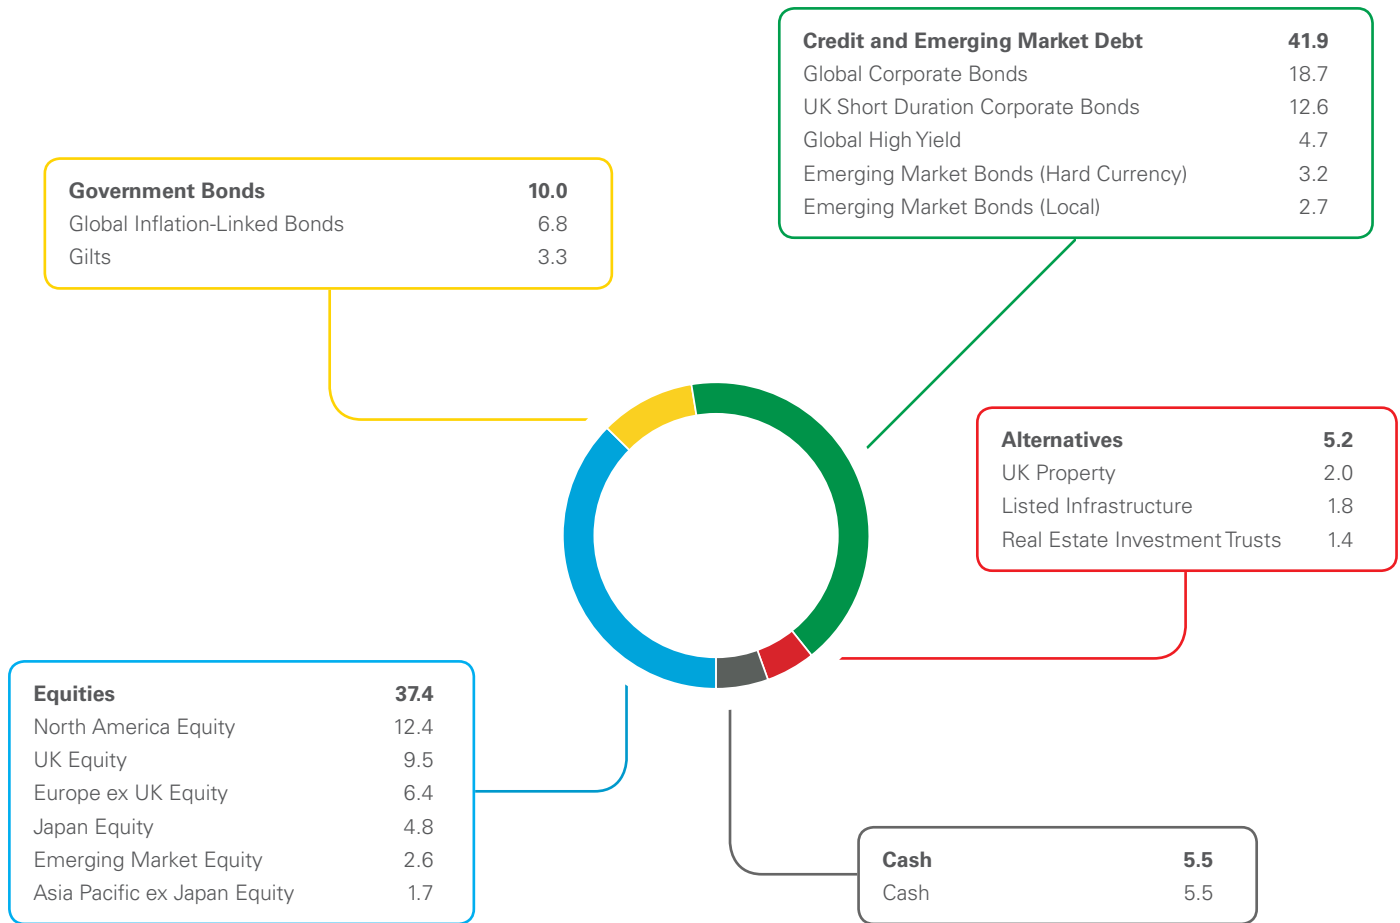 Credit and Emerging Market Debt 41.9
Global Corporate Bonds 18.7
UK Short Duration Corporate Bonds 12.6
Global High Yield 4.7
Emerging Market Bonds (Hard Currency) 3.2
Emerging Market Bonds (Local) 2.7
Government Bonds 10.0
Global Inflation-Linked Bonds 6.8
Gilts 3.3
Alternatives 5.2
UK Property 2.0
Listed Infrastructure 1.8
Real Estate Investment Trusts 1.4
Equities 37.4
North America Equity 12.4
UK Equity 9.5
Europe ex UK Equity 6.4
Japan Equity 4.8
Emerging Market Equity 2.6
Asia Pacific ex Japan Equity 1.7
Cash 5.5
Cash 5.5